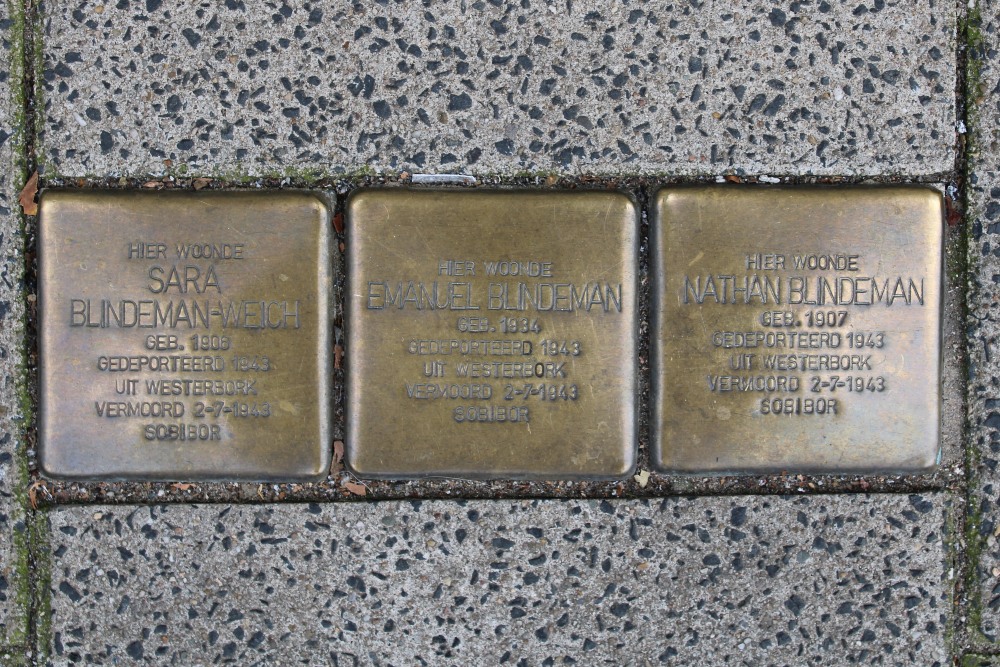 HIER WOONDE
SARA
BLINDEMAN-WEICH
GEB. 1906
GEDEPORTEERD 1943
UIT WESTERBORK
VERMOORD 2-7-1943
SOBIBOR
HIER WOONDE
EMANUEL BLINDEMAN
GEB. 1934
GEDEPORTEERD 1943
UIT WESTERBORK
VERMOORD 2-7-1943
SOBIBOR
HIER WOONDE
NATHAN BLINDEMAN
GEB. 1907
GEDEPORTEERD 1943
UIT WESTERBORK
VERMOORD 2-7-1943
SOBIBOR